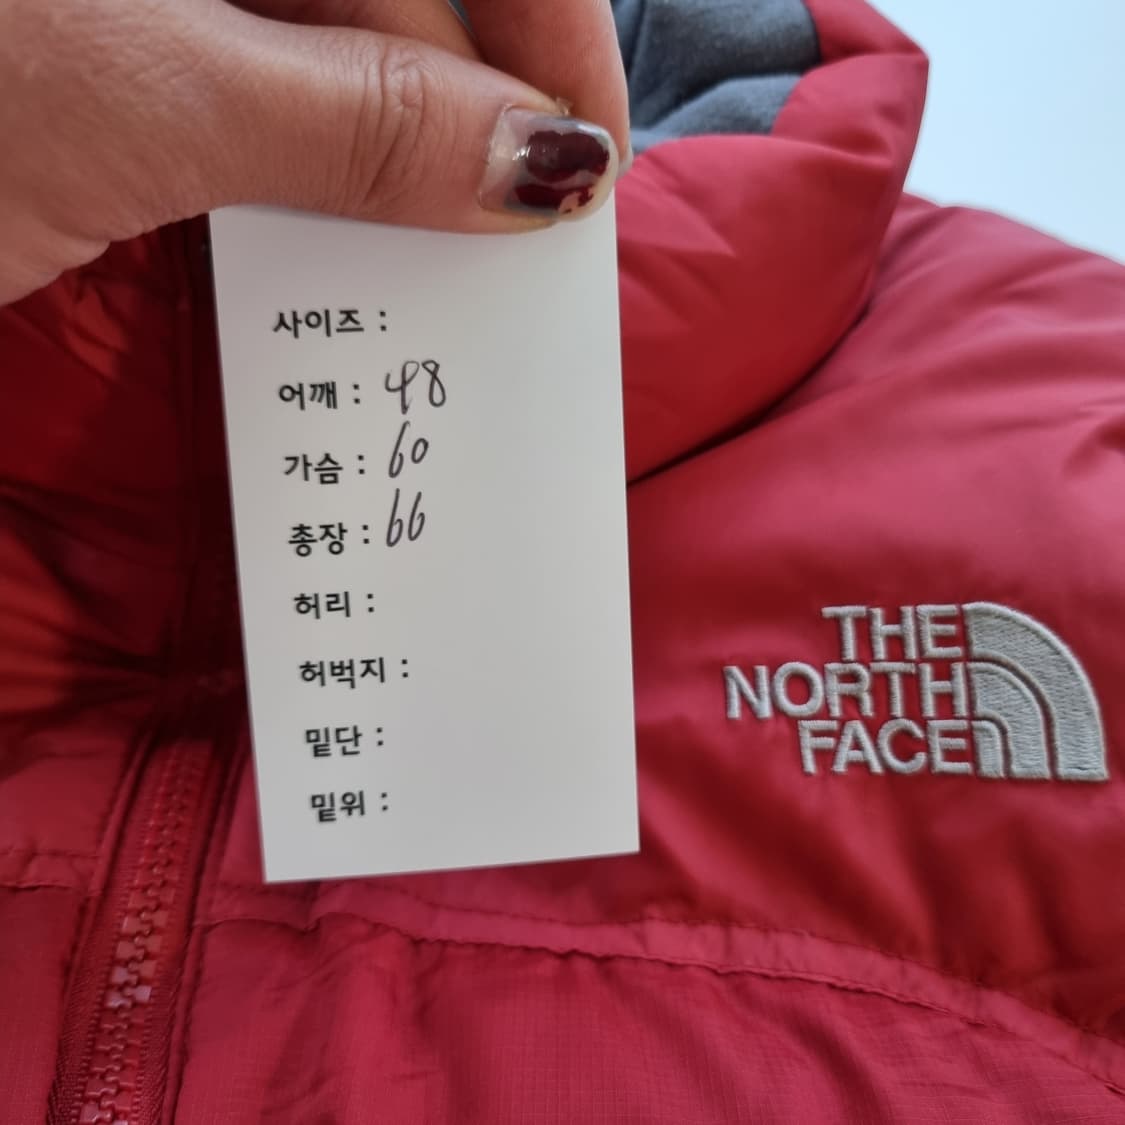 사이즈 :
어깨 : 48
가슴 : 60
총장 : 66
허리 :
허벅지 :
밑단 :
밑위 :
THE
NORTH
FACE